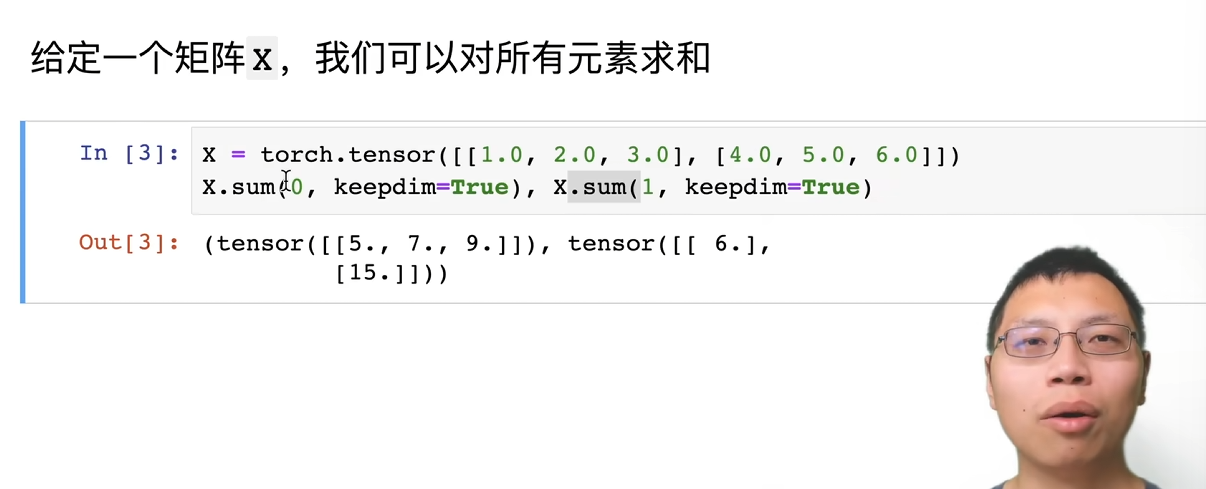 给定一个矩阵X，我们可以对所有元素求和
In [3]: X = torch.tensor([[1.0, 2.0, 3.0], [4.0, 5.0, 6.0]])
X.sum(0, keepdim=True), X.sum(1, keepdim=True)
Out[3]: (tensor([[5., 7., 9.]]), tensor([[ 6.],
[15.]]))